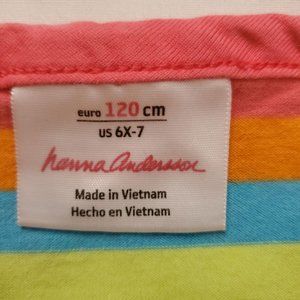 euro 120 cm
US 6X-7
hanna andersson
Made in Vietnam
Hecho en Vietnam